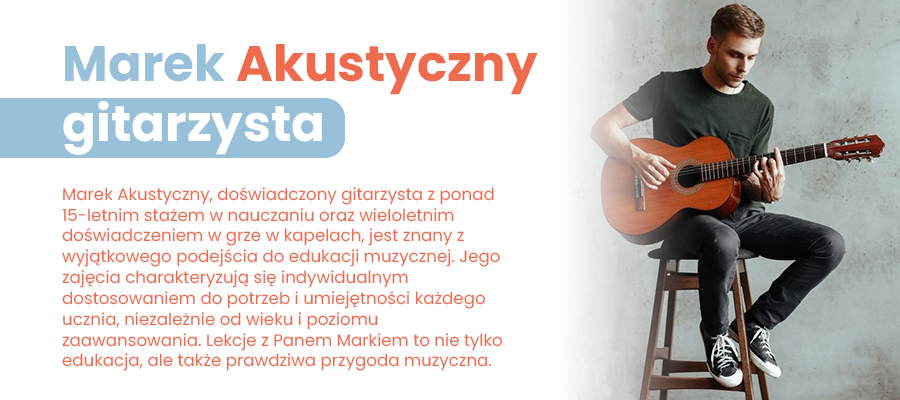 Marek Akustyczny
gitarzysta
Marek Akustyczny, doświadczony gitarzysta z ponad
15-letnim stażem w nauczaniu oraz wieloletnim
doświadczeniem w grze w kapelach, jest znany z
wyjątkowego podejścia do edukacji muzycznej. Jego
zajęcia charakteryzują się indywidualnym
dostosowaniem do potrzeb i umiejętności każdego
ucznia, niezależnie od wieku i poziomu
zaawansowania. Lekcje z Panem Markiem to nie tylko
edukacja, ale także prawdziwa przygoda muzyczna.